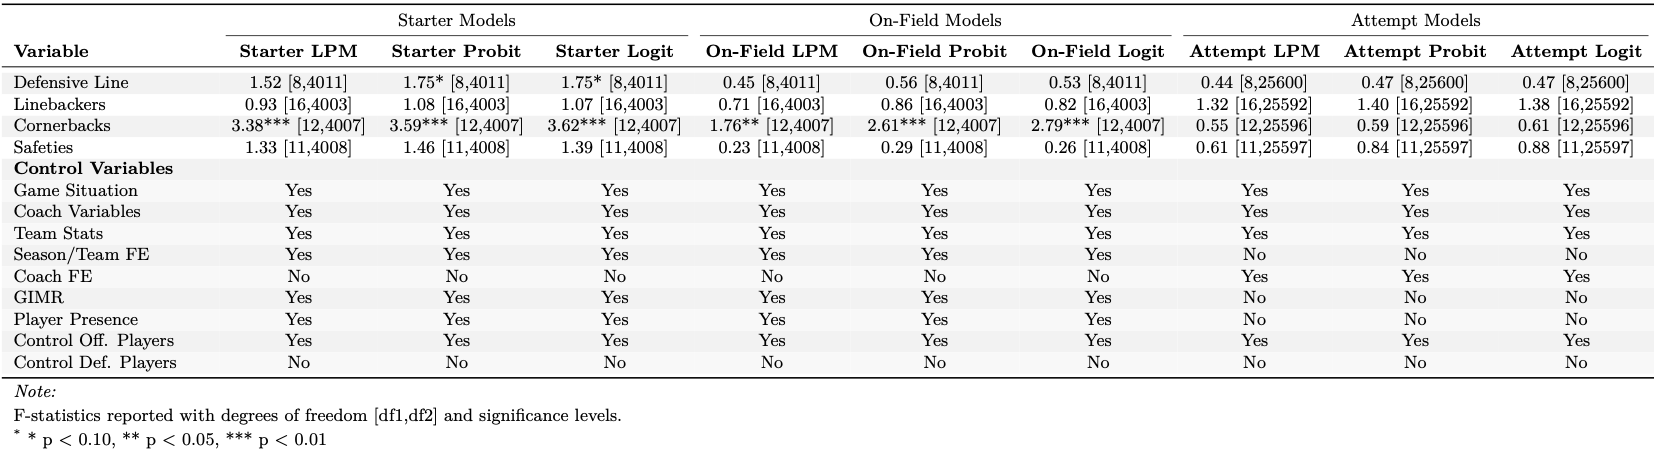 Starter Models On-Field Models Attempt Models
Variable Starter LPM Starter Probit Starter Logit On-Field LPM On-Field Probit On-Field Logit Attempt LPM Attempt Probit Attempt Logit
Defensive Line 1.52 [8,4011] 1.75* [8,4011] 1.75* [8,4011] 0.45 [8,4011] 0.56 [8,4011] 0.53 [8,4011] 0.44 [8,25600] 0.47 [8,25600] 0.47 [8,25600]
Linebackers 0.93 [16,4003] 1.08 [16,4003] 1.07 [16,4003] 0.71 [16,4003] 0.86 [16,4003] 0.82 [16,4003] 1.32 [16,25592] 1.40 [16,25592] 1.38 [16,25592]
Cornerbacks 3.38*** [12,4007] 3.59*** [12,4007] 3.62*** [12,4007] 1.76** [12,4007] 2.61*** [12,4007] 2.79*** [12,4007] 0.55 [12,25596] 0.59 [12,25596] 0.61 [12,25596]
Safeties 1.33 [11,4008] 1.46 [11,4008] 1.39 [11,4008] 0.23 [11,4008] 0.29 [11,4008] 0.26 [11,4008] 0.61 [11,25597] 0.84 [11,25597] 0.88 [11,25597]
Control Variables
Game Situation Yes Yes Yes Yes Yes Yes Yes Yes Yes
Coach Variables Yes Yes Yes Yes Yes Yes Yes Yes Yes
Team Stats Yes Yes Yes Yes Yes Yes Yes Yes Yes
Season/Team FE Yes Yes Yes Yes Yes Yes No No No
Coach FE No No No No No No Yes Yes Yes
GIMR Yes Yes Yes Yes Yes Yes No No No
Player Presence Yes Yes Yes Yes Yes Yes No No No
Control Off. Players Yes Yes Yes Yes Yes Yes Yes Yes Yes
Control Def. Players No No No No No No No No No
Note:
F-statistics reported with degrees of freedom [df1,df2] and significance levels.
* * p < 0.10, ** p < 0.05, *** p < 0.01